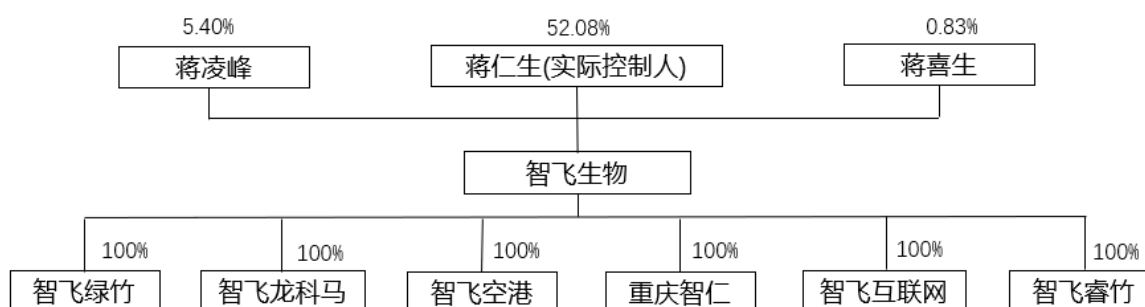 5.40%
52.08%
0.83%
蒋凌峰
蒋仁生(实际控制人)
蒋喜生
智飞生物
100%
100%
100%
100%
100%
100%
智飞绿竹
智飞龙科马
智飞空港
重庆智仁
智飞互联网
智飞睿竹